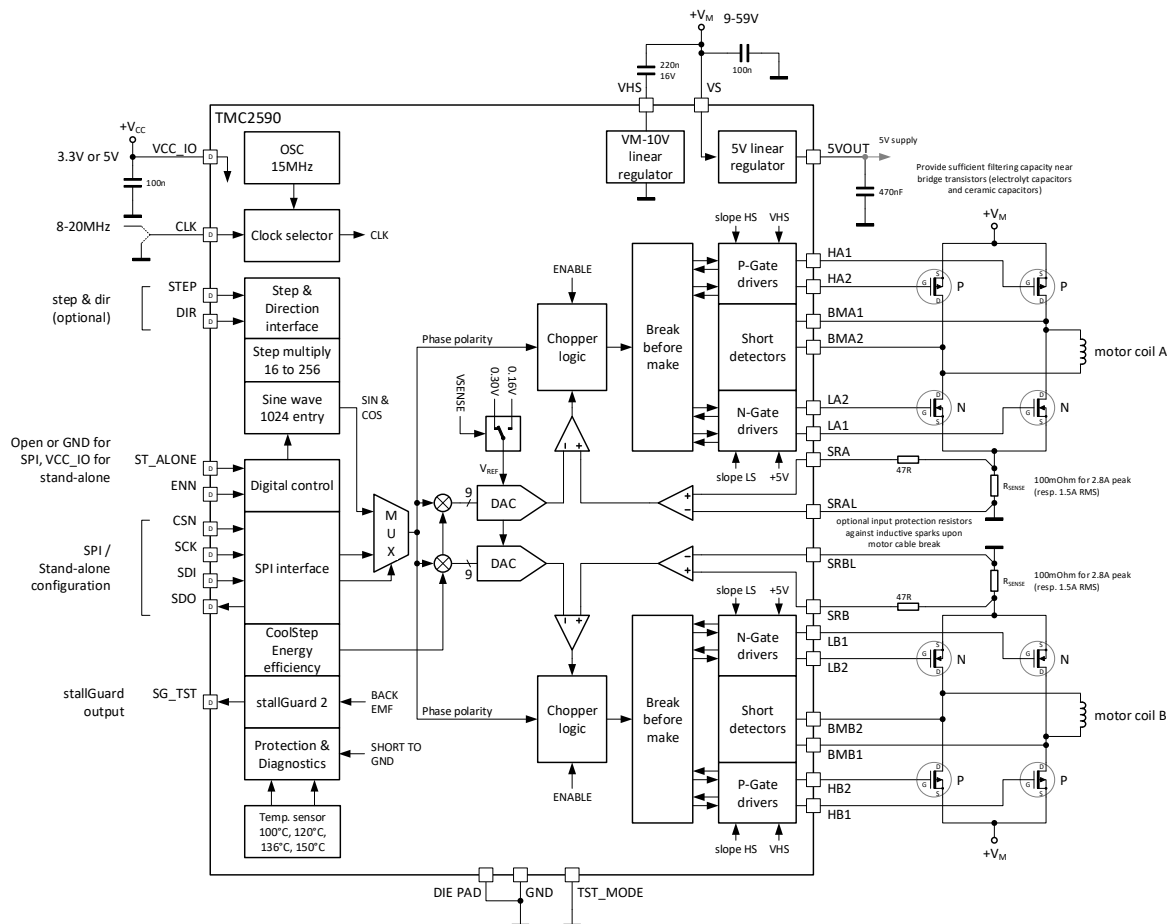 +VM
9-59V
220n
16V
100n
VHS
VS
TMC2590
+VCC
3.3V or 5V
VCC_IO
D
100n
OSC
15MHz
VM-10V
linear
regulator
5V linear
regulator
5VOUT
5V supply
470nF
Provide sufficient filtering capacity near
bridge transistors (electrolyt capacitors
and ceramic capacitors)
8-20MHz
CLK
D
Clock selector
CLK
slope HS
VHS
+VM
step & dir
(optional)
STEP
D
DIR
D
Step &
Direction
interface
Step multiply
16 to 256
Sine wave
1024 entry
SIN &
COS
ENABLE
Phase polarity
Chopper
logic
Break
before
make
P-Gate
drivers
Short
detectors
N-Gate
drivers
HA1
HA2
BMA1
BMA2
LA2
LA1
SRA
SRAL
S
G
D
P
S
G
D
P
D
G
S
N
D
G
S
N
motor coil A
VSENSE
0.30V
0.16V
VREF
slope LS
+5V
47R
RSENSE
100mOhm for 2.8A peak
(resp. 1.5A RMS)
Open or GND for
SPI, VCC_IO for
stand-alone
ST_ALONE
D
ENN
D
Digital control
SPI /
Stand-alone
configuration
CSN
D
SCK
D
SDI
D
SDO
D
SPI interface
M
U
X
9
DAC
9
DAC
- +
+
-
optional input protection resistors
against inductive sparks upon
motor cable break
-
+
- +
SRBL
SRB
47R
RSENSE
100mOhm for 2.8A peak
(resp. 1.5A RMS)
slope LS
+5V
CoolStep
Energy
efficiency
stallGuard
output
SG_TST
D
stallGuard 2
BACK
EMF
Protection &
Diagnostics
SHORT TO
GND
Temp. sensor
100°C, 120°C,
136°C, 150°C
Phase polarity
Chopper
logic
ENABLE
Break
before
make
N-Gate
drivers
Short
detectors
P-Gate
drivers
LB1
LB2
BMB2
BMB1
HB2
HB1
S
G
D
N
S
G
D
N
motor coil B
D
G
S
P
D
G
S
P
slope HS
VHS
+VM
DIE PAD
GND
TST_MODE